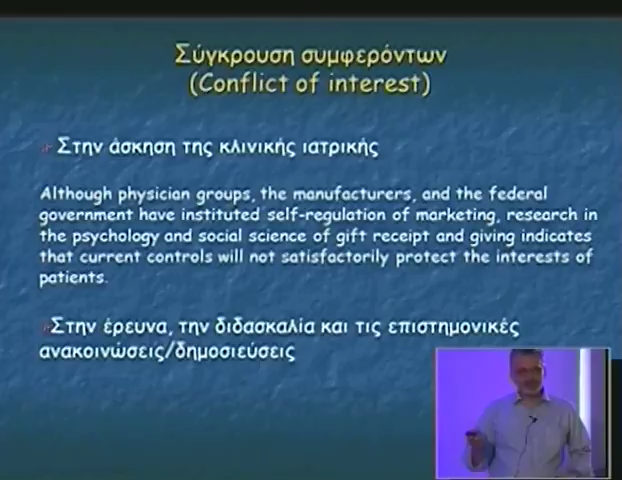 Σύγκρουση συμφερόντων
(Conflict of interest)
Στην άσκηση της κλινικής ιατρικής
Although physician groups, the manufacturers, and the federal
government have instituted self-regulation of marketing, research in
the psychology and social science of gift receipt and giving indicates
that current controls will not satisfactorily protect the interests of
patients.
Στην έρευνα, την διδασκαλία και τις επιστημονικές
ανακοινώσεις/δημοσιεύσεις